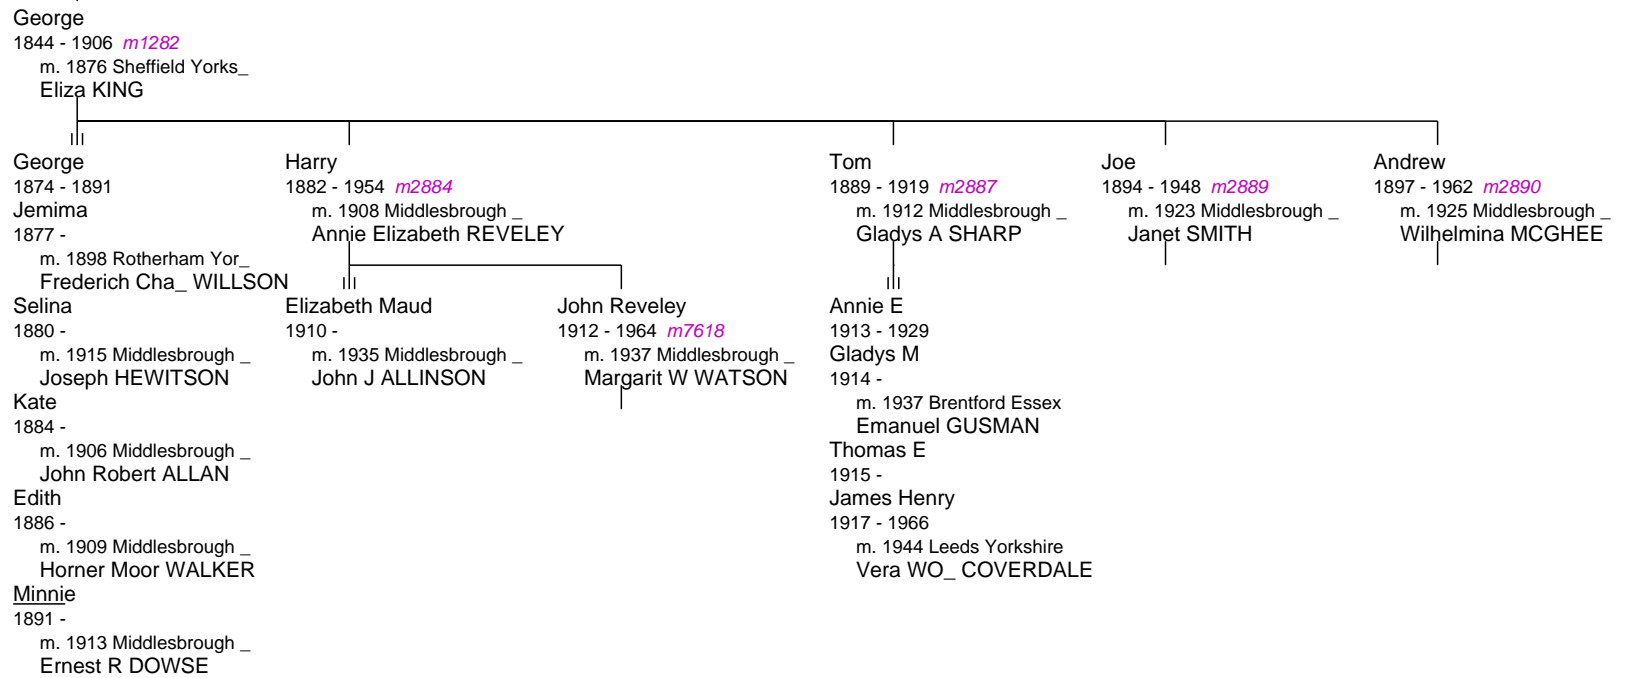 George
1844 - 1906 m1282
m. 1876 Sheffield Yorks_
Eliza KING
George
1874 - 1891
Jemima
1877 -
m. 1898 Rotherham Yor_
Frederich Cha_ WILLSON
Selina
1880 -
m. 1915 Middlesbrough _
Joseph HEWITSON
Kate
1884 -
m. 1906 Middlesbrough _
John Robert ALLAN
Edith
1886 -
m. 1909 Middlesbrough _
Horner Moor WALKER
Minnie
1891 -
m. 1913 Middlesbrough _
Ernest R DOWSE
Harry
1882 - 1954 m2884
m. 1908 Middlesbrough _
Annie Elizabeth REVELEY
Elizabeth Maud
1910 -
m. 1935 Middlesbrough _
John J ALLINSON
John Reveley
1912 - 1964 m7618
m. 1937 Middlesbrough _
Margarit W WATSON
Tom
1889 - 1919 m2887
m. 1912 Middlesbrough _
Gladys A SHARP
Annie E
1913 - 1929
Gladys M
1914 -
m. 1937 Brentford Essex
Emanuel GUSMAN
Thomas E
1915 -
James Henry
1917 - 1966
m. 1944 Leeds Yorkshire
Vera WO_ COVERDALE
Joe
1894 - 1948 m2889
m. 1923 Middlesbrough _
Janet SMITH
Andrew
1897 - 1962 m2890
m. 1925 Middlesbrough _
Wilhelmina MCGHEE